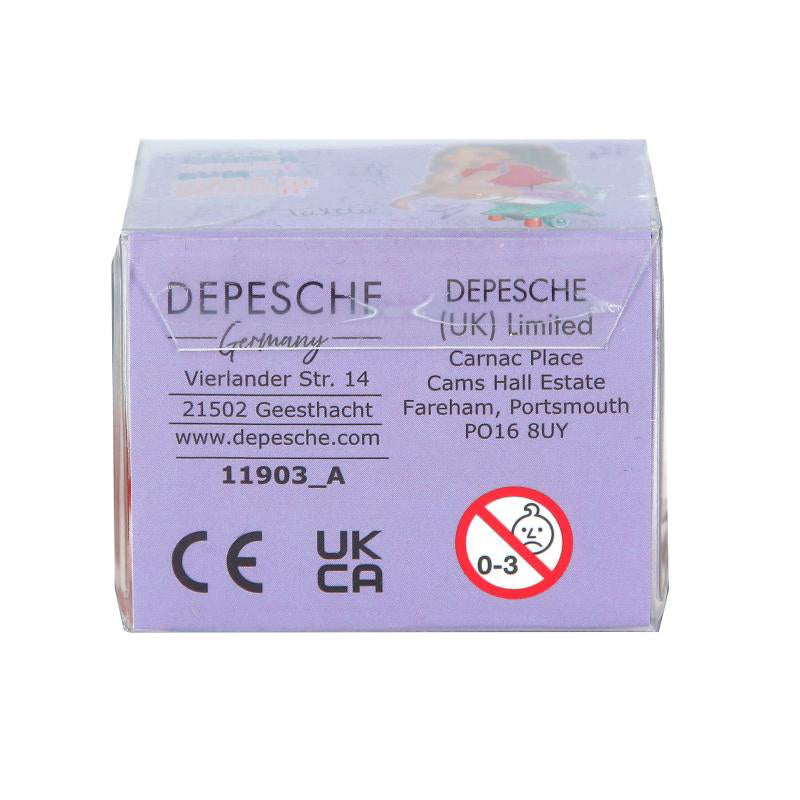 DEPESCHE
Germany
Vierlander Str. 14
21502 Geesthacht
www.depesche.com
11903_A
DEPESCHE
(UK) Limited
Carnac Place
Cams Hall Estate
Fareham, Portsmouth
PO16 8UY
CE
UK
CA
0-3